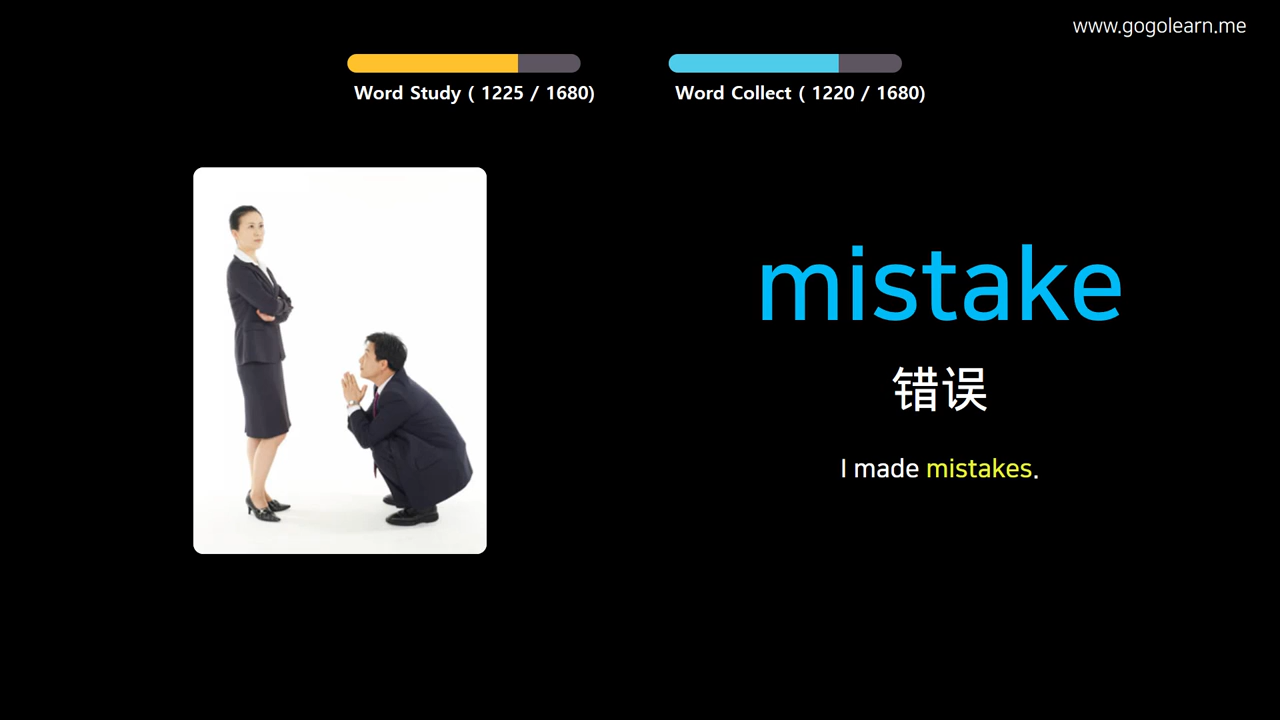 www.gogolearn.me
Word Study ( 1225 / 1680)
Word Collect ( 1220 / 1680)
mistake
错误
I made mistakes.